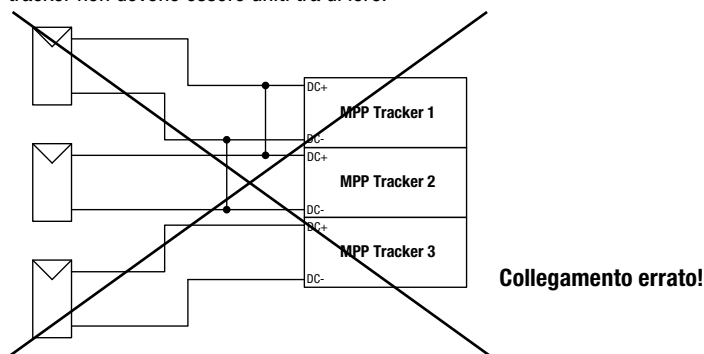 tracker non devono essere uniti tra di loro.
DC+
MPP Tracker 1
DC-
DC+
MPP Tracker 2
DC-
DC+
MPP Tracker 3
DC-
Collegamento errato!